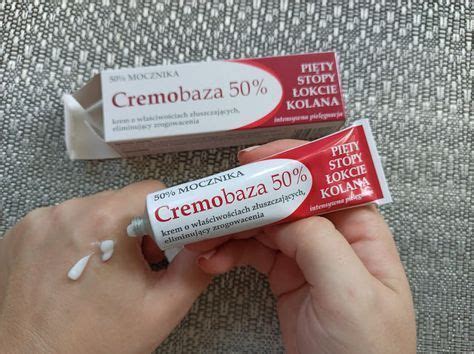 50% MOCZNIKA
Cremobaza 50%
krem o właściwościach złuszczających,
eliminujący zrogowacenia
PIĘTY
STOPY
ŁOKCIE
KOLANA
intensywna pielęgnacja
50% MOCZNIKA
Cremobaza 50%
krem o właściwościach złuszczających,
eliminujący zrogowacenia
PIĘTY
STOPY
ŁOKCIE
KOLANA
intensywna pielęgnacja